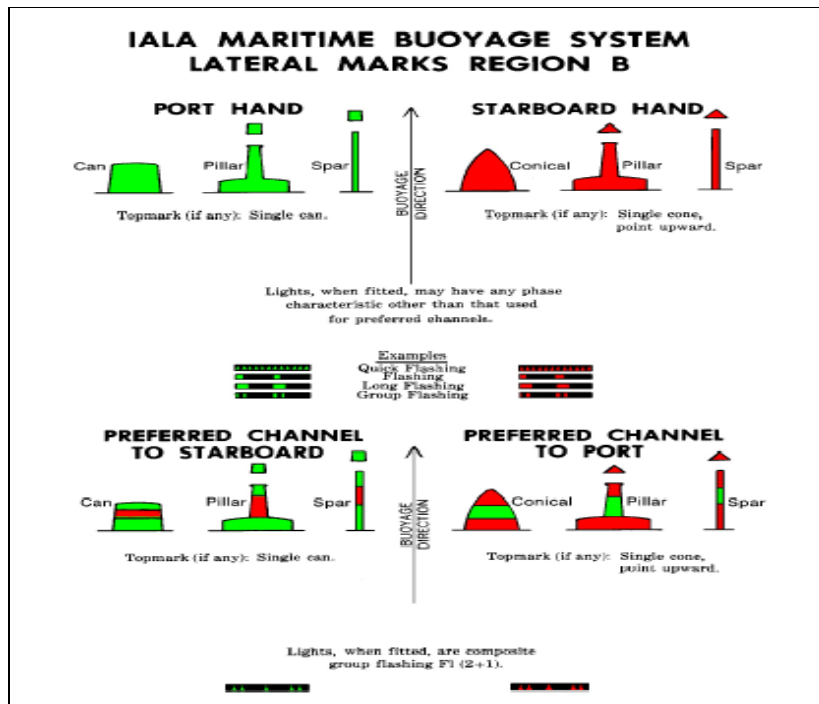 IALA MARITIME BUOYAGE SYSTEM
LATERAL MARKS REGION B
PORT HAND
STARBOARD HAND
Can
Pillar
Spar
Conical
Pillar
Spar
BUOYAGE
DIRECTION
Topmark (if any): Single can.
Topmark (if any): Single cone,
point upward.
Lights, when fitted, may have any phase
characteristic other than that used
for preferred channels.
Examples
Quick Flashing
Flashing
Long Flashing
Group Flashing
PREFERRED CHANNEL
TO STARBOARD
PREFERRED CHANNEL
TO PORT
Can
Pillar
Spar
Conical
Pillar
Spar
BUOYAGE
DIRECTION
Topmark (if any): Single can.
Topmark (if any): Single cone,
point upward.
Lights, when fitted, are composite
group flashing Fl (2+1).